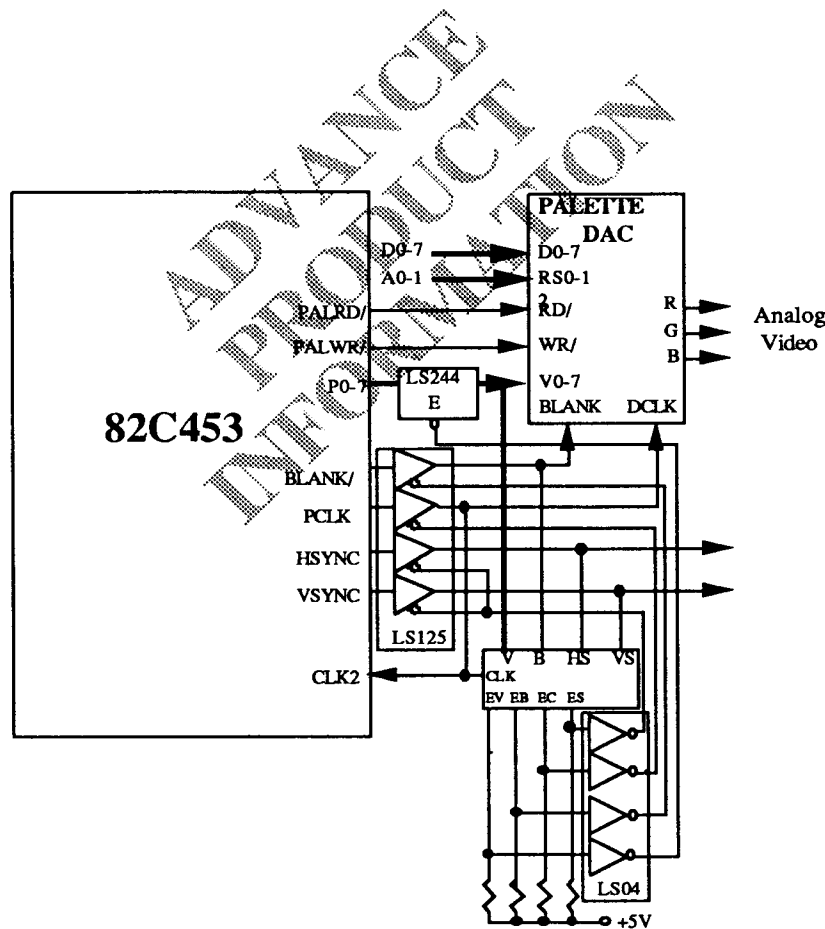 ADVANCE
PRODUCT
INFORMATION
82C453
PALRD/
PALWR/
P0-7
BLANK/
PCLK
HSYNC
VSYNC
CLK2
D0-7
A0-1
LS244
E
PALETTE
DAC
D0-7
RS0-1
2
RD/
WR/
V0-7
BLANK
DCLK
R
G
B
Analog
Video
LS125
V B HS VS
CLK
EV EB EC ES
LS04
+5V